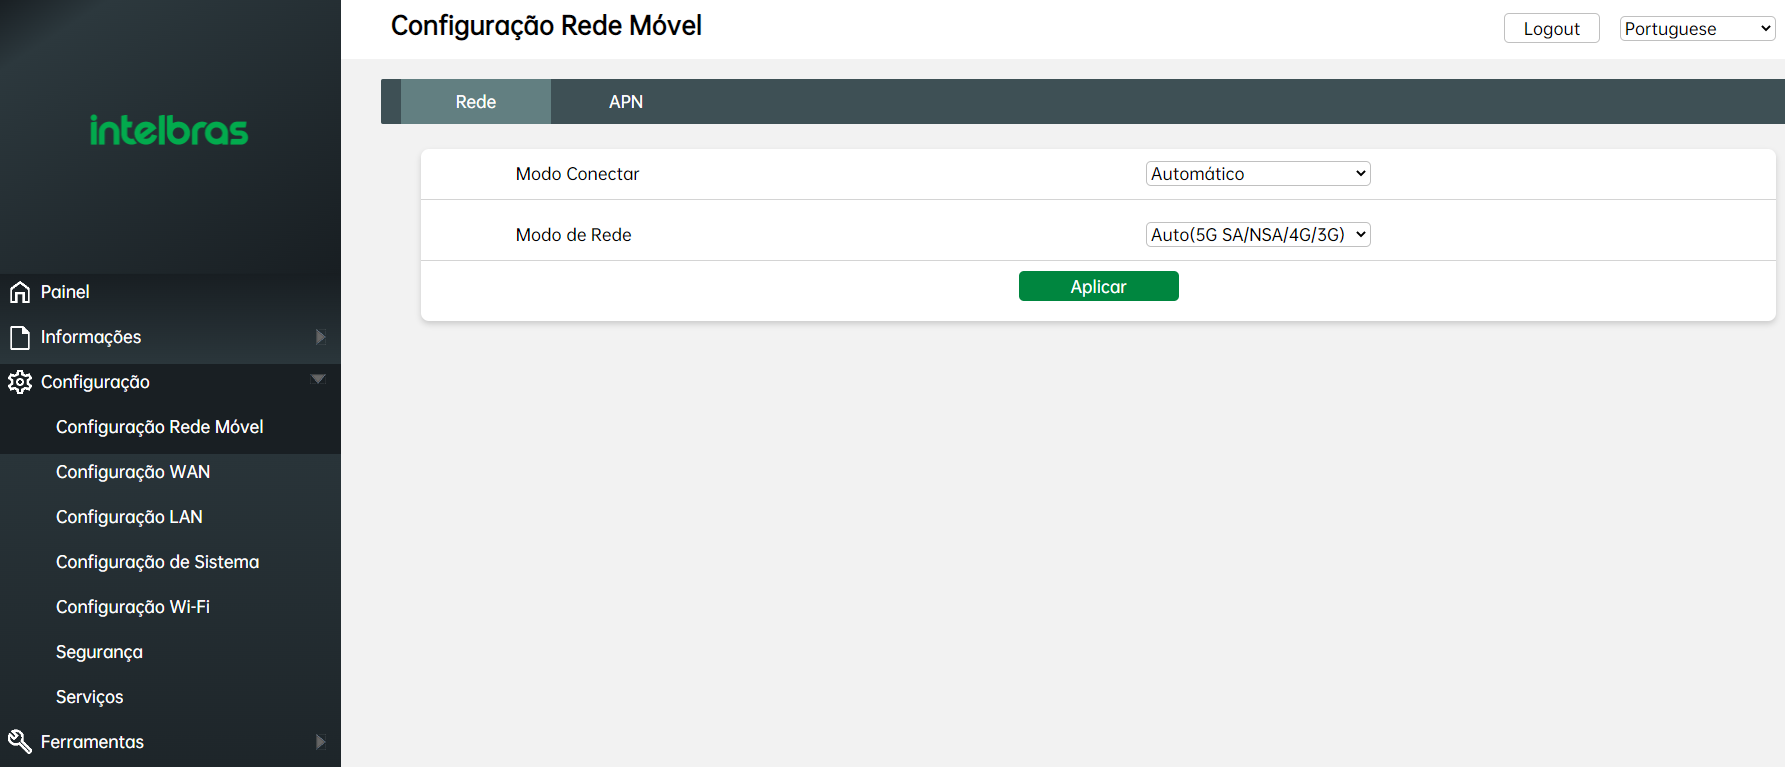 Configuração Rede Móvel
Logout
Portuguese
intelbras
Rede
APN
Modo Conectar
Automático
Modo de Rede
Auto(5G SA/NSA/4G/3G)
Aplicar
Painel
Informações
Configuração
Configuração Rede Móvel
Configuração WAN
Configuração LAN
Configuração de Sistema
Configuração Wi-Fi
Segurança
Serviços
Ferramentas